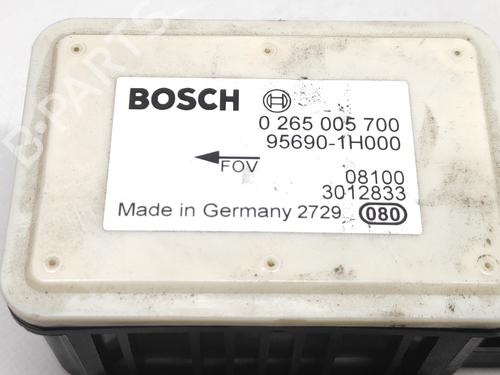 BOSCH
0 265 005 700
95690-1H000
FOV
08100
3012833
Made in Germany 2729 080
B-PARTS